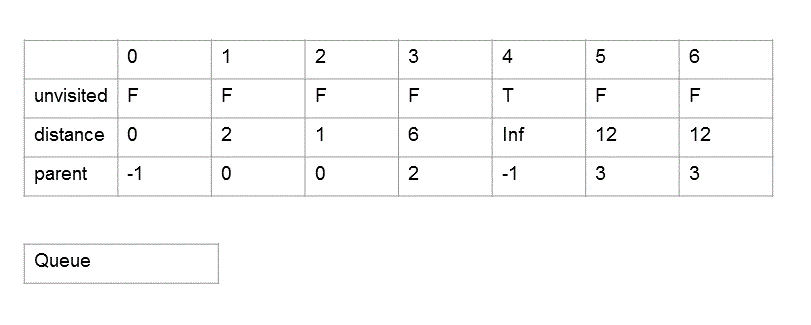 0 1 2 3 4 5 6
unvisited F F F F T F F
distance 0 2 1 6 Inf 12 12
parent -1 0 0 2 -1 3 3
Queue